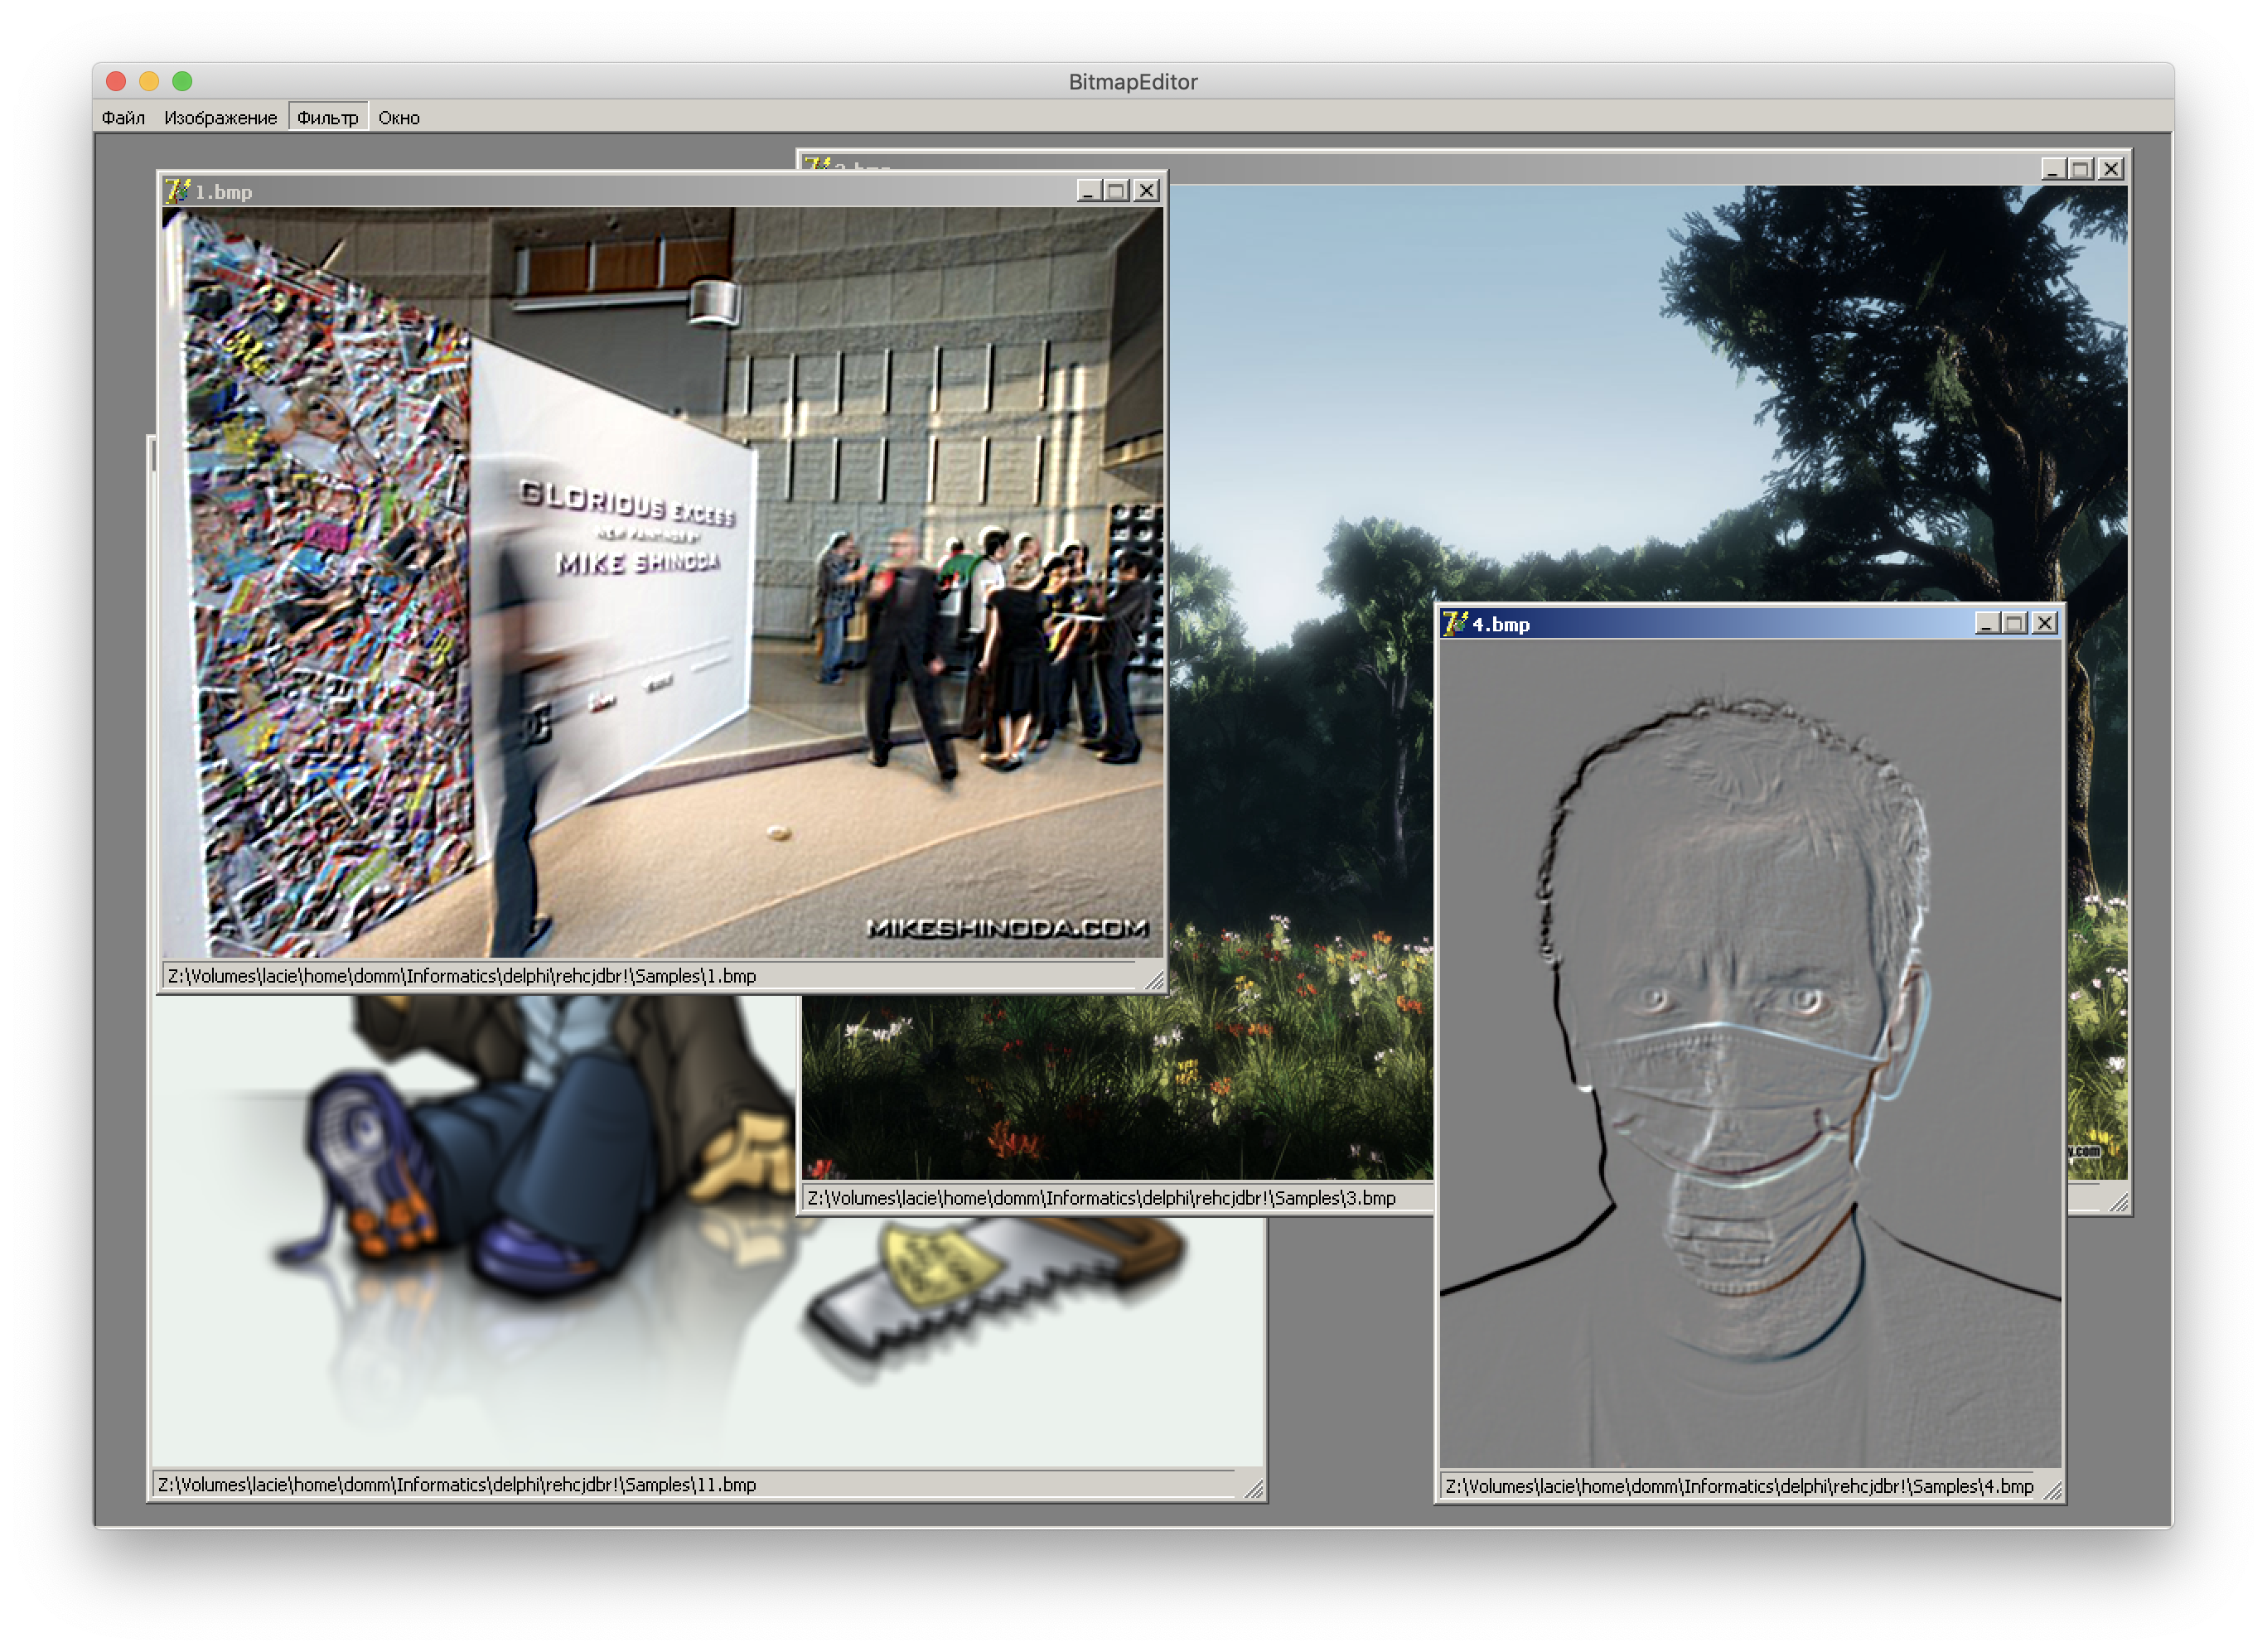 BitmapEditor
Файл Изображение Фильтр Окно
1.bmp
GLORIOUS EXCESS
MIKE SHINODA
MIKESHINODA.COM
Z:\Volumes\lacie\home\domm\Informatics\delphi\rehcjdbr!\Samples\1.bmp
4.bmp
Z:\Volumes\lacie\home\domm\Informatics\delphi\rehcjdbr!\Samples\3.bmp
Z:\Volumes\lacie\home\domm\Informatics\delphi\rehcjdbr!\Samples\11.bmp
Z:\Volumes\lacie\home\domm\Informatics\delphi\rehcjdbr!\Samples\4.bmp